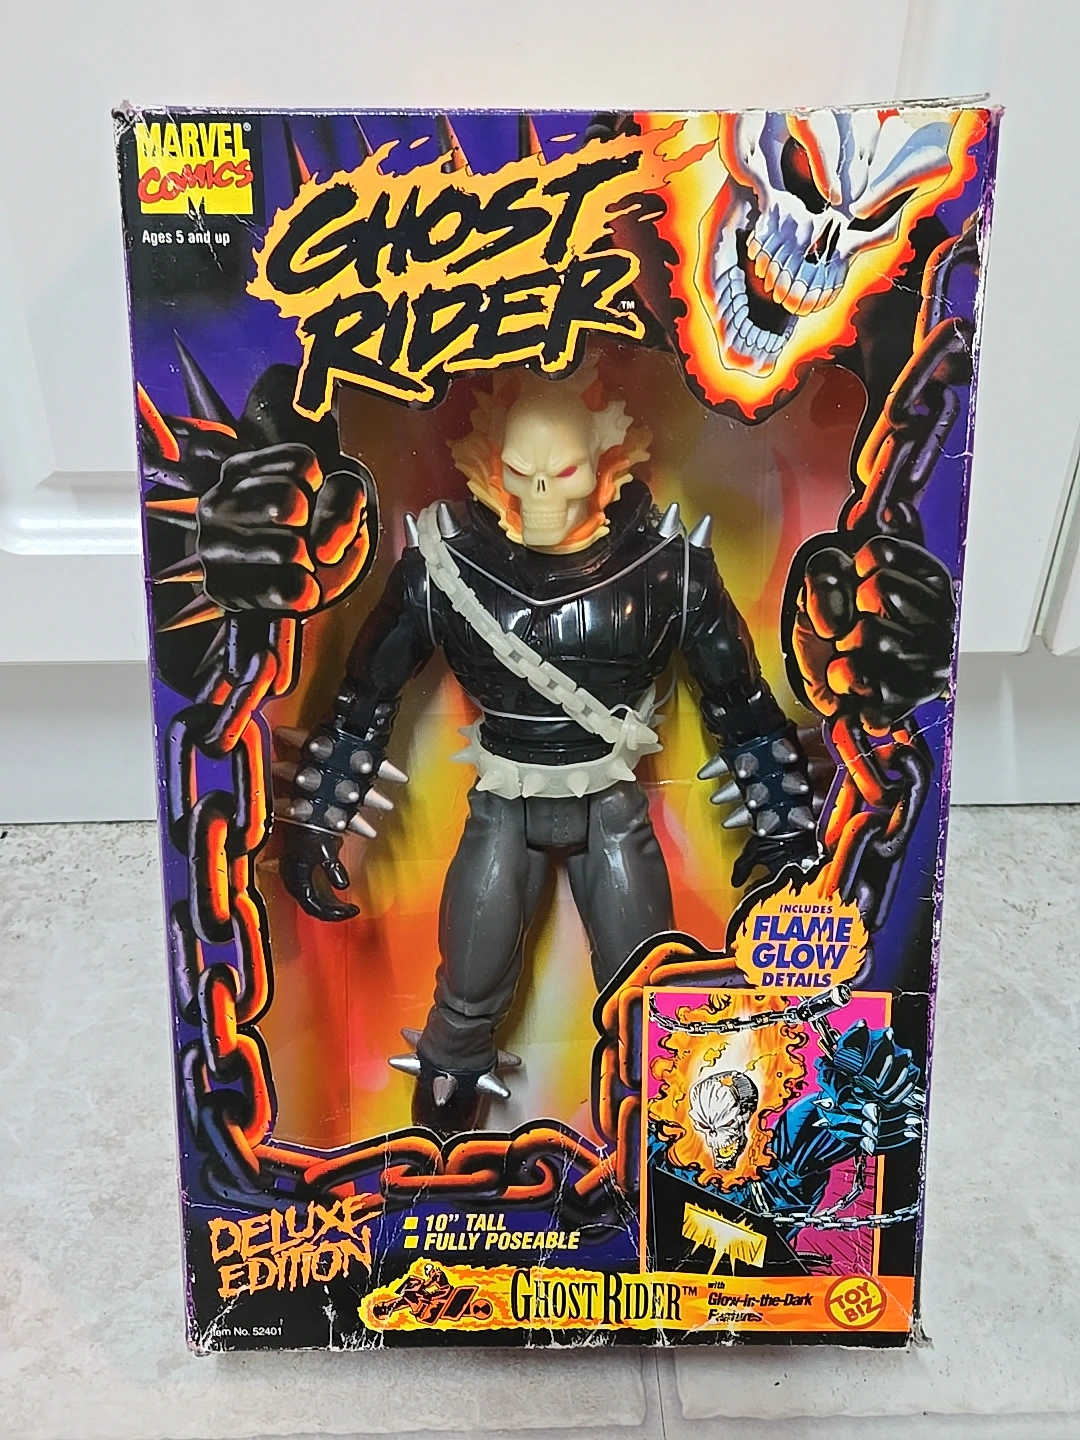 MARVEL®
COMICS
M
Ages 5 and up
GHOST
RIDER™
INCLUDES
FLAME
GLOW
DETAILS
DELUXE
EDITION
10" TALL
FULLY POSEABLE
GHOST RIDER™
with
Glow-in-the-Dark
Features
TOY
BIZ
Item No. 52401